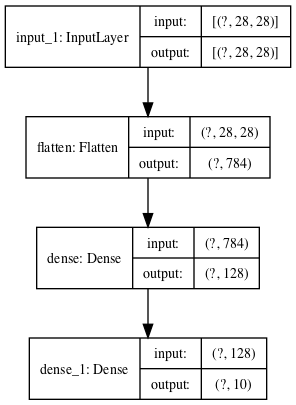 input_1: InputLayer
input:
[(?, 28, 28)]
output:
[(?, 28, 28)]
flatten: Flatten
input:
(?, 28, 28)
output:
(?, 784)
dense: Dense
input:
(?, 784)
output:
(?, 128)
dense_1: Dense
input:
(?, 128)
output:
(?, 10)